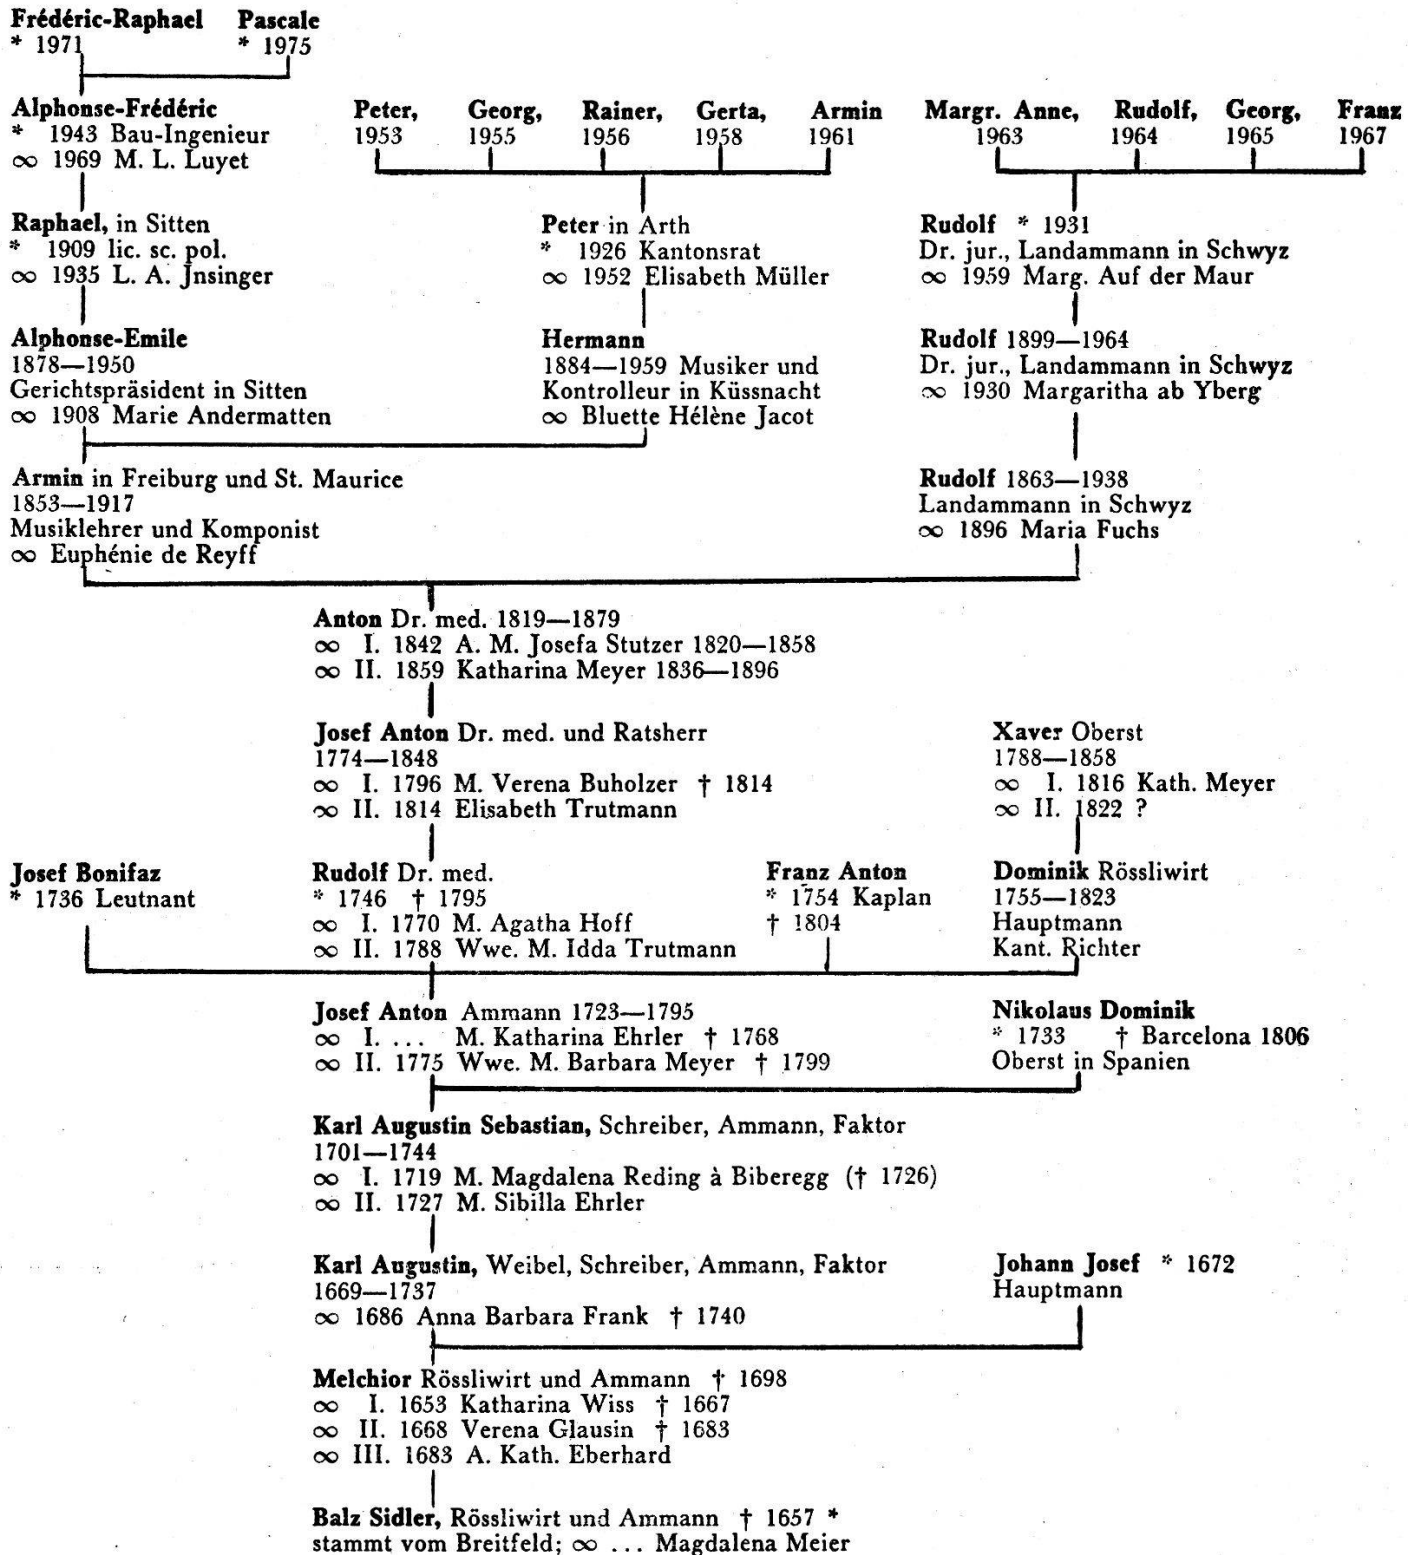 Frédéric-Raphael Pascale
* 1971 * 1975
Alphonse-Frédéric
* 1943 Bau-Ingenieur
∞ 1969 M. L. Luyet
Peter, Georg, Rainer, Gerta, Armin
1953 1955 1956 1958 1961
Margr. Anne, Rudolf, Georg, Franz
1963 1964 1965 1967
Raphael, in Sitten
* 1909 lic. sc. pol.
∞ 1935 L. A. Jnsinger
Peter in Arth
* 1926 Kantonsrat
∞ 1952 Elisabeth Müller
Rudolf * 1931
Dr. jur., Landammann in Schwyz
∞ 1959 Marg. Auf der Maur
Alphonse-Emile
1878—1950
Gerichtspräsident in Sitten
∞ 1908 Marie Andermatten
Hermann
1884—1959 Musiker und
Kontrolleur in Küssnacht
∞ Bluette Hélène Jacot
Rudolf 1899—1964
Dr. jur., Landammann in Schwyz
∞ 1930 Margaritha ab Yberg
Armin in Freiburg und St. Maurice
1853—1917
Musiklehrer und Komponist
∞ Euphénie de Reyff
Rudolf 1863—1938
Landammann in Schwyz
∞ 1896 Maria Fuchs
Anton Dr. med. 1819—1879
∞ I. 1842 A. M. Josefa Stutzer 1820—1858
∞ II. 1859 Katharina Meyer 1836—1896
Josef Anton Dr. med. und Ratsherr
1774—1848
∞ I. 1796 M. Verena Buholzer † 1814
∞ II. 1814 Elisabeth Trutmann
Xaver Oberst
1788—1858
∞ I. 1816 Kath. Meyer
∞ II. 1822 ?
Josef Bonifaz
* 1736 Leutnant
Rudolf Dr. med.
* 1746 † 1795
∞ I. 1770 M. Agatha Hoff
∞ II. 1788 Wwe. M. Idda Trutmann
Franz Anton
* 1754 Kaplan
† 1804
Dominik Rössliwirt
1755—1823
Hauptmann
Kant. Richter
Josef Anton Ammann 1723—1795
∞ I. ... M. Katharina Ehrler † 1768
∞ II. 1775 Wwe. M. Barbara Meyer † 1799
Nikolaus Dominik
* 1733 † Barcelona 1806
Oberst in Spanien
Karl Augustin Sebastian, Schreiber, Ammann, Faktor
1701—1744
∞ I. 1719 M. Magdalena Reding à Biberegg († 1726)
∞ II. 1727 M. Sibilla Ehrler
Karl Augustin, Weibel, Schreiber, Ammann, Faktor
1669—1737
∞ 1686 Anna Barbara Frank † 1740
Johann Josef * 1672
Hauptmann
Melchior Rössliwirt und Ammann † 1698
∞ I. 1653 Katharina Wiss † 1667
∞ II. 1668 Verena Glausin † 1683
∞ III. 1683 A. Kath. Eberhard
Balz Sidler, Rössliwirt und Ammann † 1657 *
stammt vom Breitfeld; ∞ ... Magdalena Meier